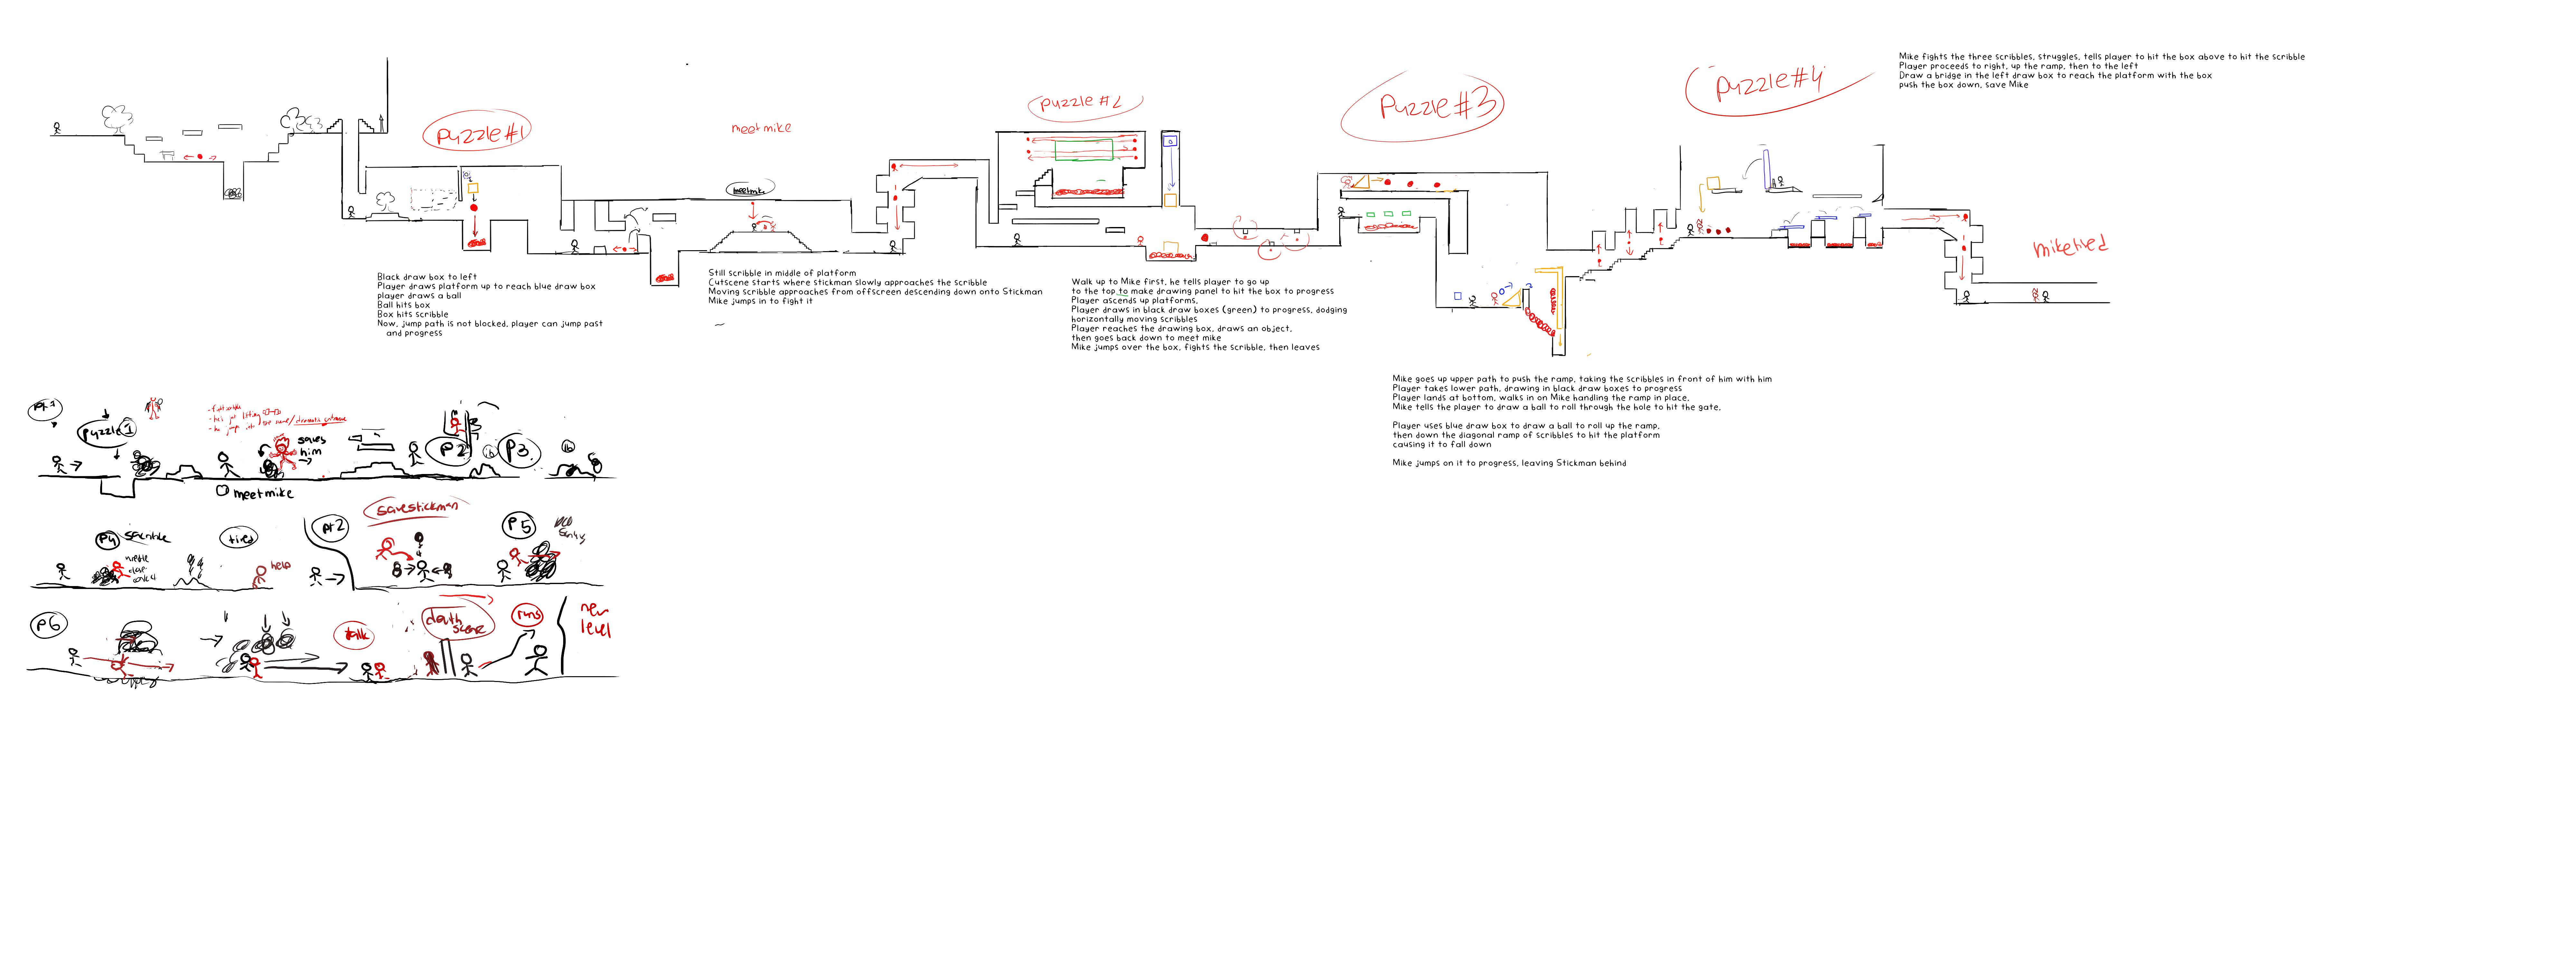 Mike fights the three scribbles, struggles, tells player to hit the box above to hit the scribble
Player proceeds to right, up the ramp, then to the left
Draw a bridge in the left draw box to reach the platform with the box
push the box down, save Mike
puzzle #1
meet mike
puzzle #2
puzzle #3
puzzle #4
meet mike
mike tired
Black draw box to left
Player draws platform up to reach blue draw box
player draws a ball
Ball hits box
Box hits scribble
Now, jump path is not blocked, player can jump past
and progress
Still scribble in middle of platform
Cutscene starts where stickman slowly approaches the scribble
Moving scribble approaches from offscreen descending down onto Stickman
Mike jumps in to fight it
Walk up to Mike first, he tells player to go up
to the top to make drawing panel to hit the box to progress
Player ascends up platforms,
Player draws in black draw boxes (green) to progress, dodging
horizontally moving scribbles
Player reaches the drawing box, draws an object,
then goes back down to meet mike
Mike jumps over the box, fights the scribble, then leaves
Mike goes up upper path to push the ramp, taking the scribbles in front of him with him
Player takes lower path, drawing in black draw boxes to progress
Player lands at bottom, walks in on Mike handling the ramp in place,
Mike tells the player to draw a ball to roll through the hole to hit the gate,
Player uses blue draw box to draw a ball to roll up the ramp,
then down the diagonal ramp of scribbles to hit the platform
causing it to fall down
Mike jumps on it to progress, leaving Stickman behind
pt 1
puzzle 1
saves
him
P2
P3
meet mike
P4
tired
help
pt 2
save stickman
P5
P6
talk
death
scene
runs
new
level